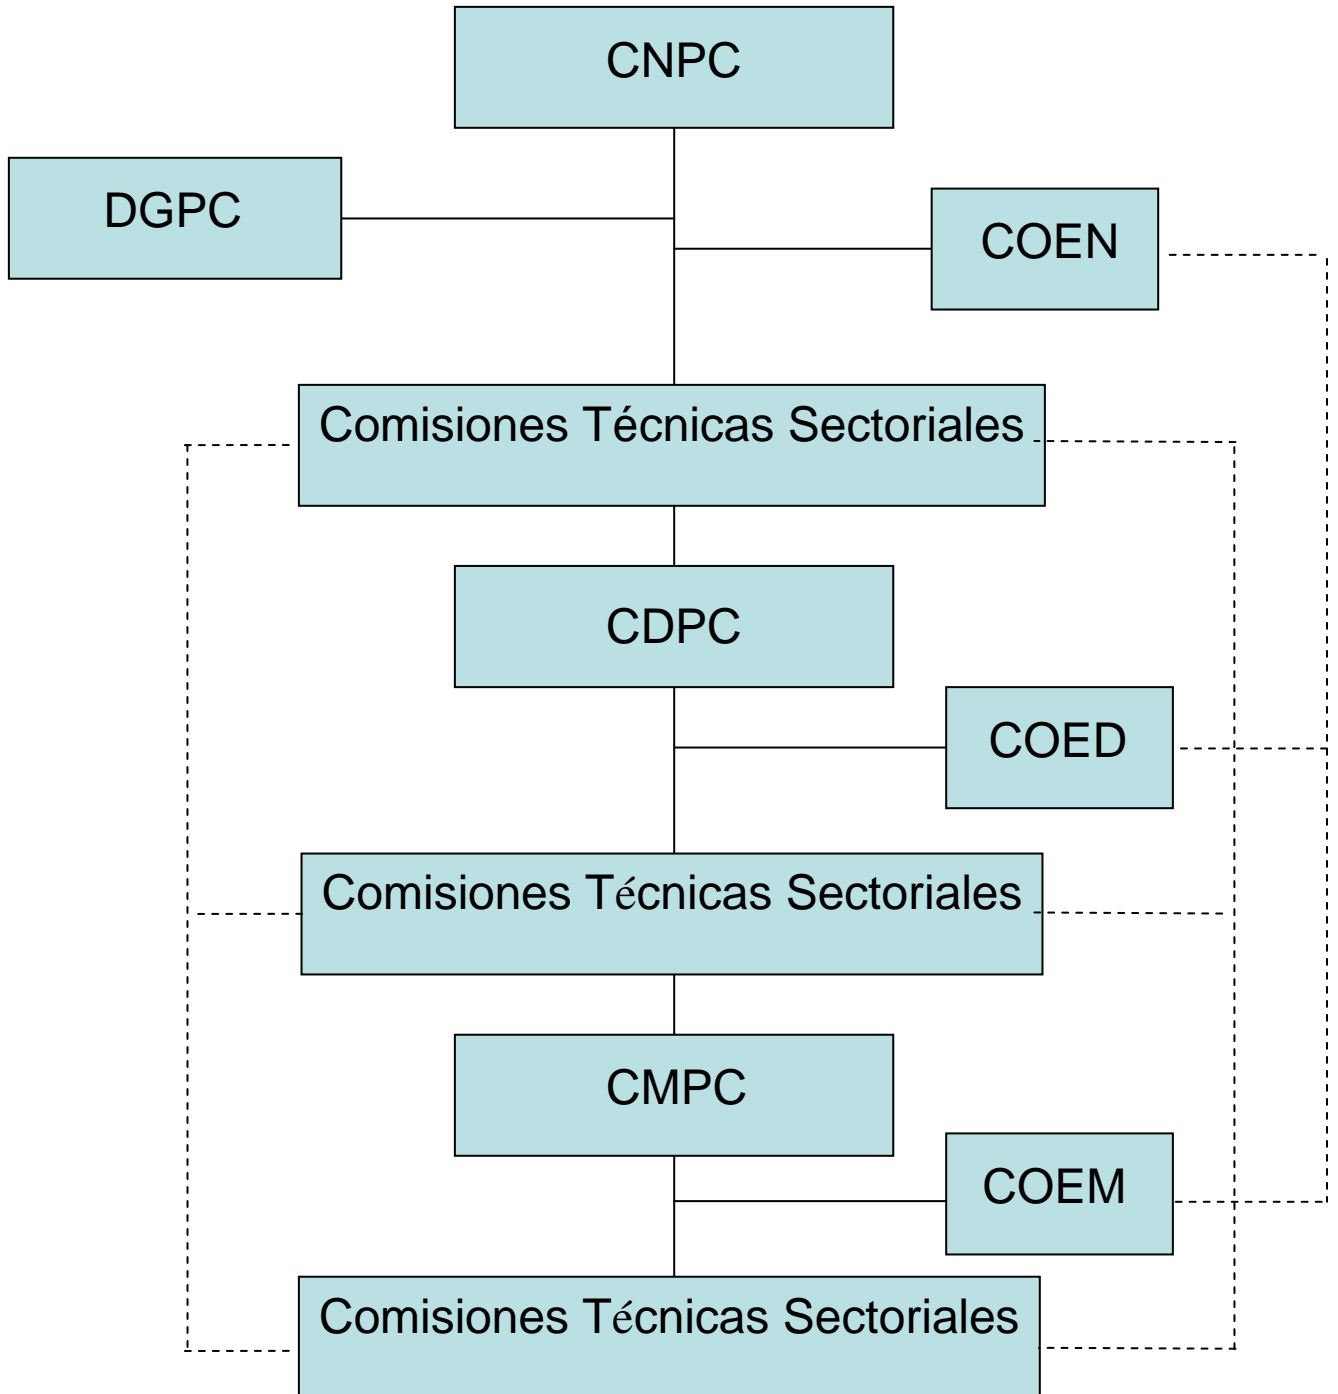 CNPC
DGPC
COEN
Comisiones Técnicas Sectoriales
CDPC
COED
Comisiones Técnicas Sectoriales
CMPC
COEM
Comisiones Técnicas Sectoriales